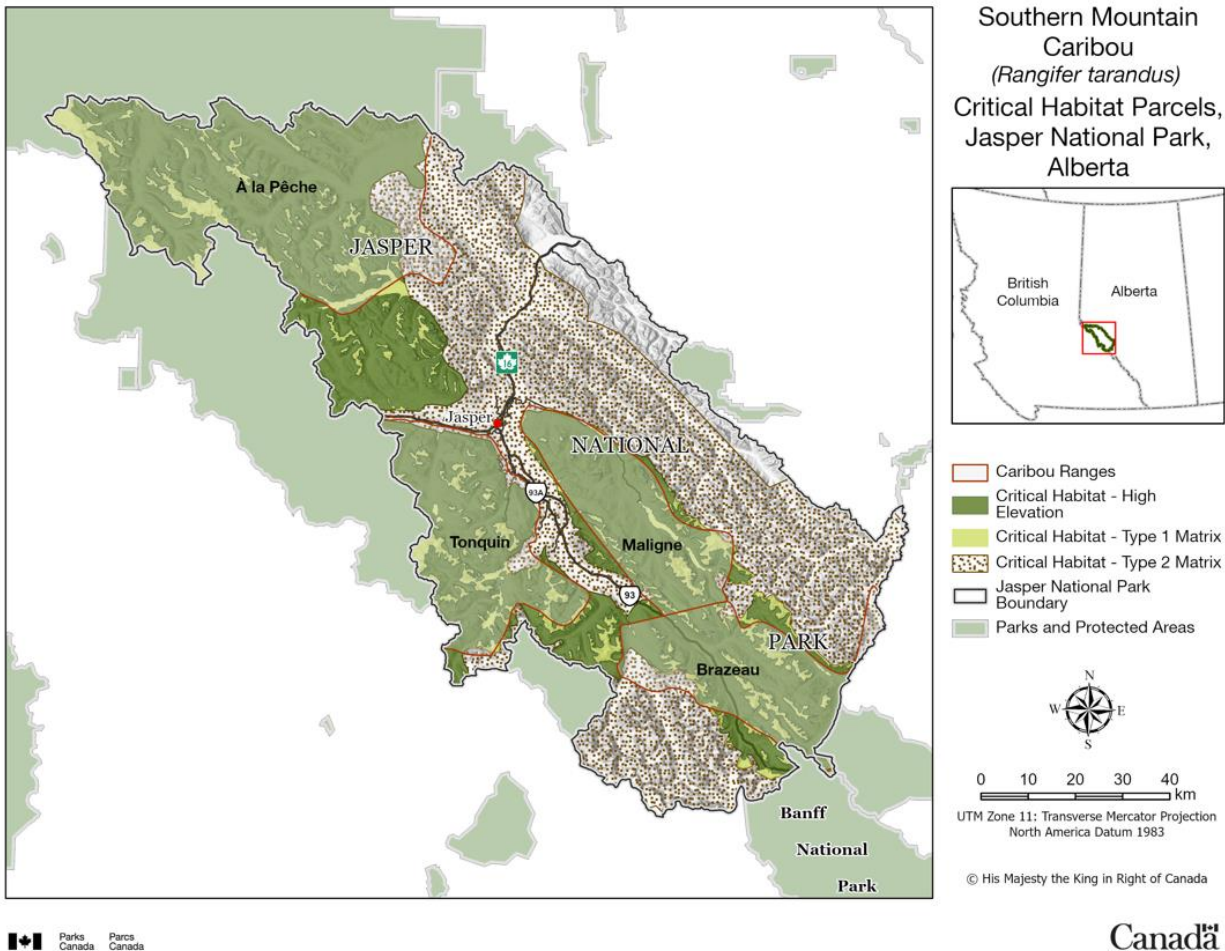 Southern Mountain
Caribou
(Rangifer tarandus)
Critical Habitat Parcels,
Jasper National Park,
Alberta
À la Pêche
JASPER
16
Jasper
NATIONAL
93A
Tonquin
Maligne
93
PARK
Brazeau
Banff
National
Park
British
Columbia
Alberta
Caribou Ranges
Critical Habitat - High
Elevation
Critical Habitat - Type 1 Matrix
Critical Habitat - Type 2 Matrix
Jasper National Park
Boundary
Parks and Protected Areas
N
W E
S
0 10 20 30 40
km
UTM Zone 11: Transverse Mercator Projection
North America Datum 1983
© His Majesty the King in Right of Canada
Parks Parcs
Canada Canada
Canada